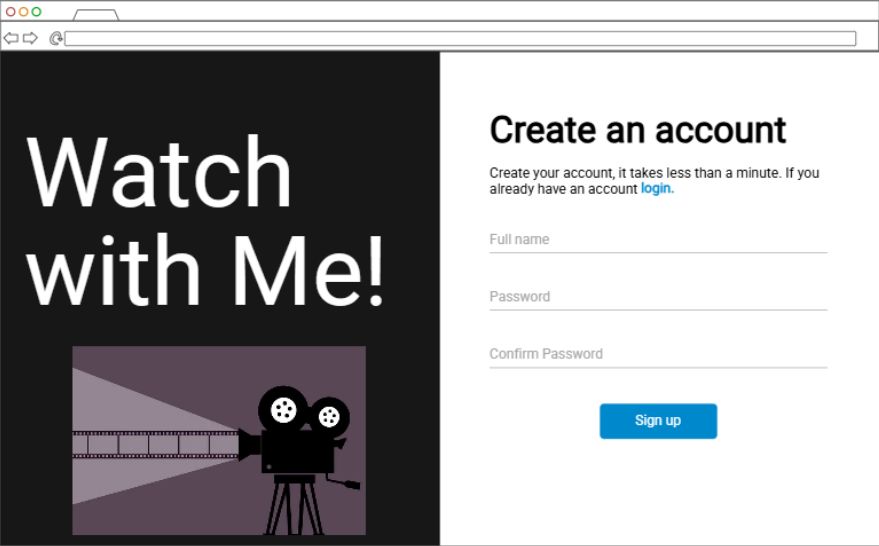 Watch
with Me!
Create an account
Create your account, it takes less than a minute. If you
already have an account login.
Full name
Password
Confirm Password
Sign up